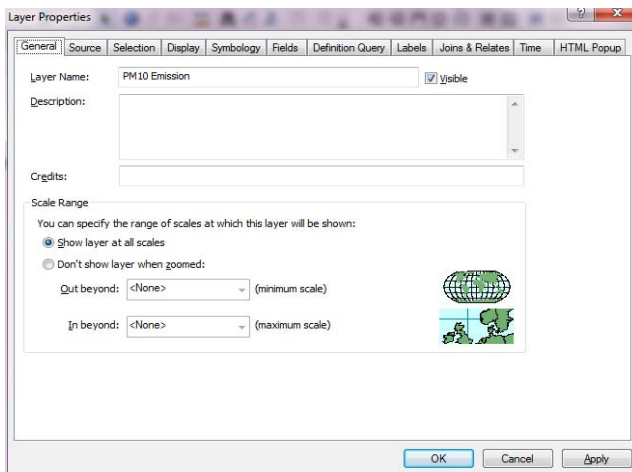 Layer Properties
General Source Selection Display Symbology Fields Definition Query Labels Joins & Relates Time HTML Popup
Layer Name: PM10 Emission Visible
Description:
Credits:
Scale Range
You can specify the range of scales at which this layer will be shown:
Show layer at all scales
Don't show layer when zoomed:
Out beyond: <None> (minimum scale)
In beyond: <None> (maximum scale)
OK Cancel Apply